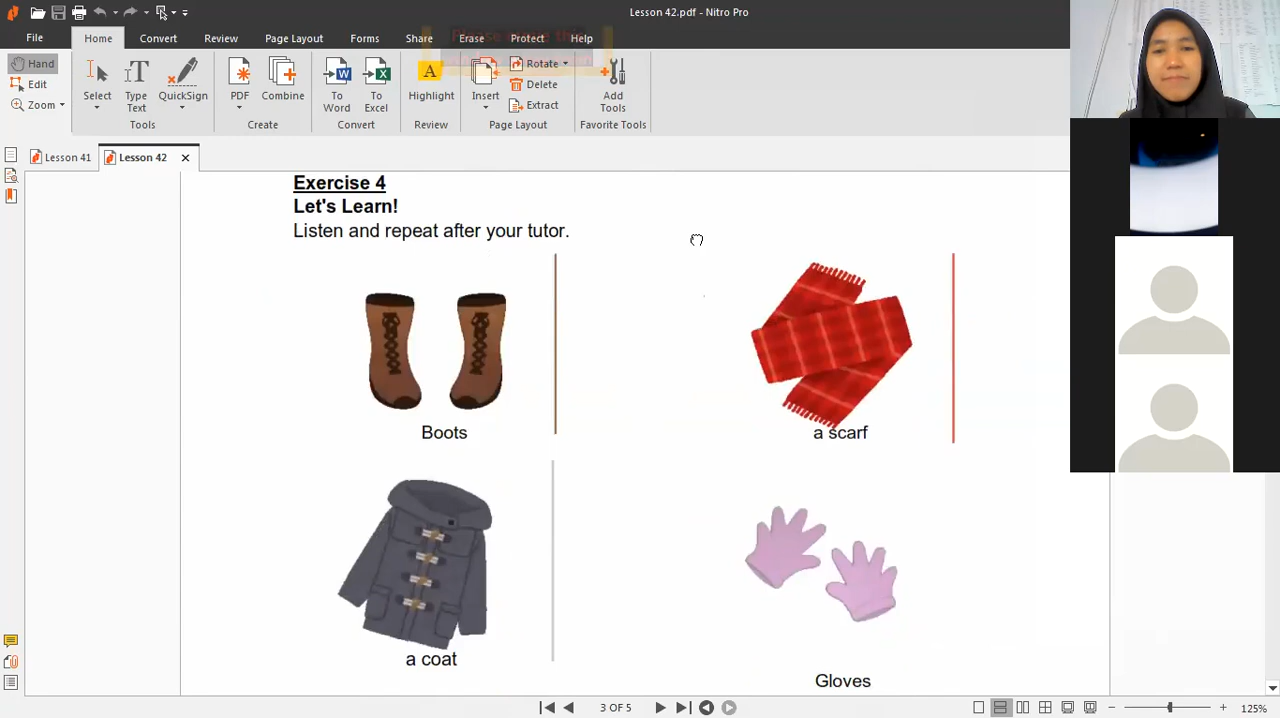 Lesson 42.pdf - Nitro Pro
File Home Convert Review Page Layout Forms Share Erase Protect Help
Hand
Edit
Zoom
Select
Type Text
QuickSign
PDF
Combine
To Word
To Excel
A
Highlight
Insert
Rotate
Delete
Extract
Add Tools
Tools Create Convert Review Page Layout Favorite Tools
Lesson 41 Lesson 42
Exercise 4
Let's Learn!
Listen and repeat after your tutor.
Boots
a scarf
a coat
Gloves
3 OF 5
125%